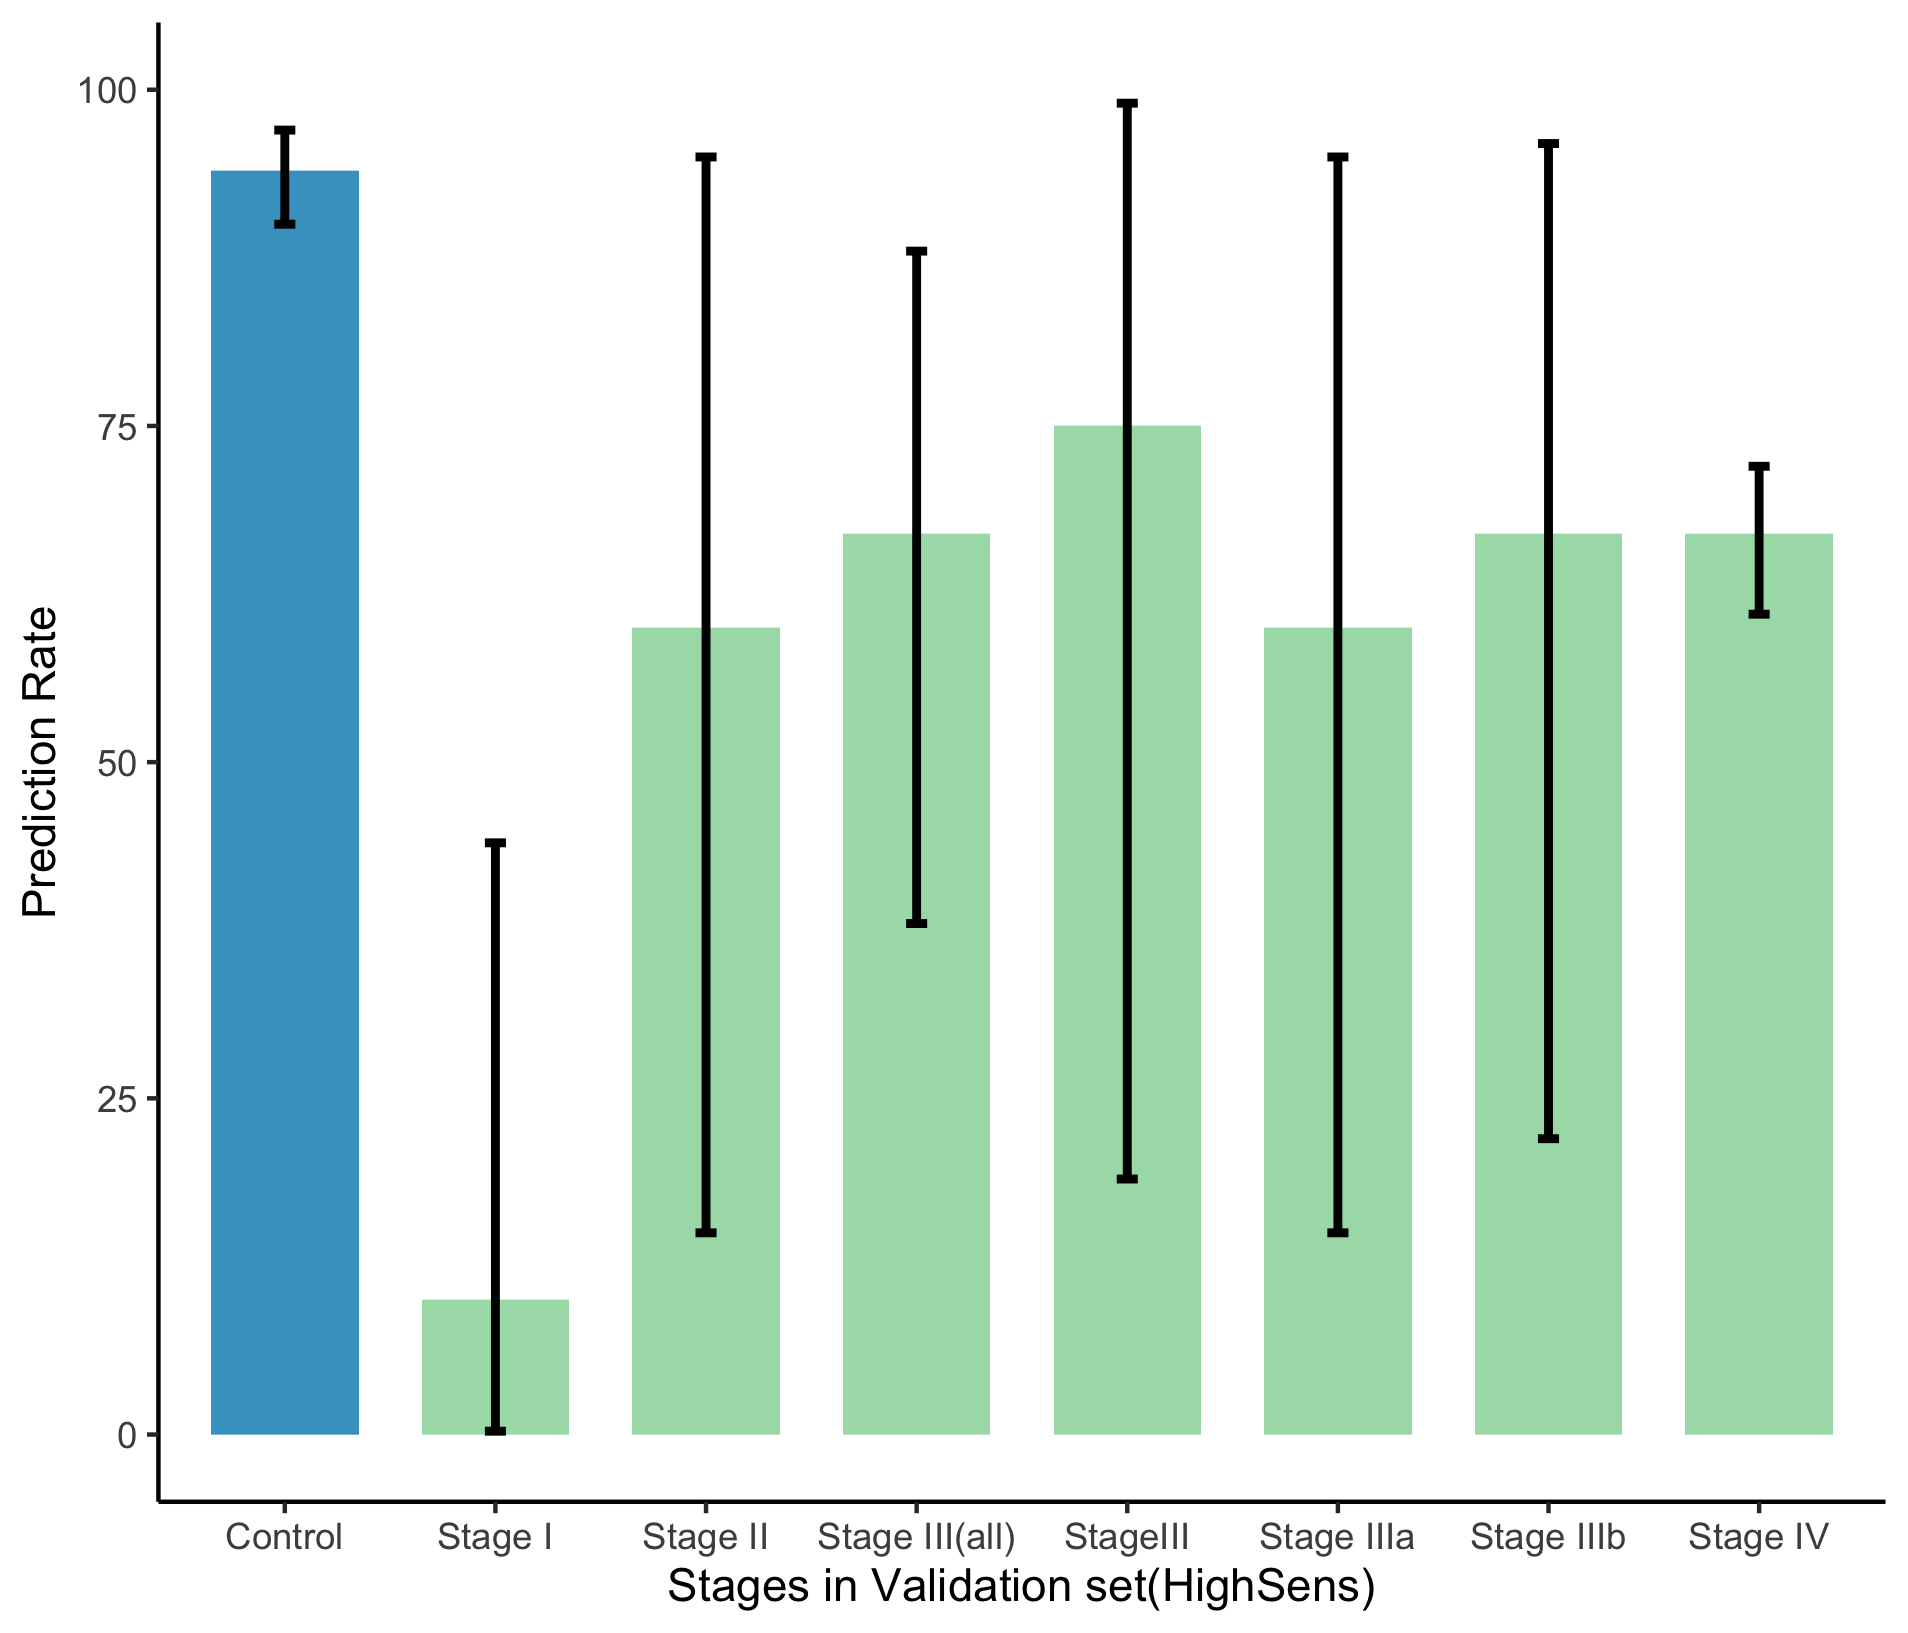 100
75
50
25
0
Prediction Rate
Control Stage I Stage II Stage III(all) StageIII Stage IIIa Stage IIIb Stage IV
Stages in Validation set(HighSens)